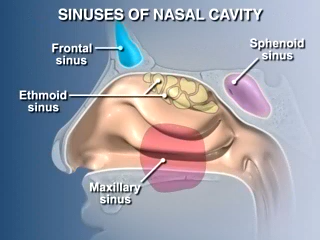 SINUSES OF NASAL CAVITY
Frontal
sinus
Sphenoid
sinus
Ethmoid
sinus
Maxillary
sinus